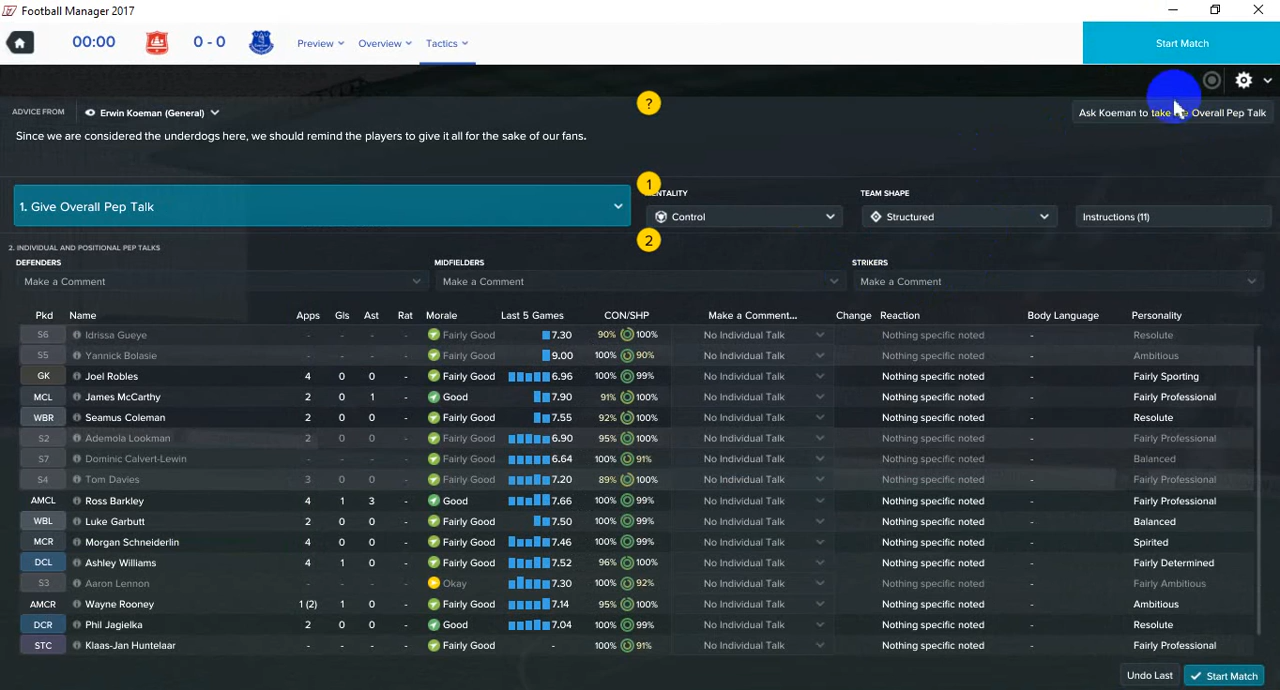 Football Manager 2017
00:00 0 - 0 Preview Overview Tactics Start Match
ADVICE FROM Erwin Koeman (General) ? Ask Koeman to take the Overall Pep Talk
Since we are considered the underdogs here, we should remind the players to give it all for the sake of our fans.
1 ENTALITY TEAM SHAPE
1. Give Overall Pep Talk Control Structured Instructions (11)
2
2. INDIVIDUAL AND POSITIONAL PEP TALKS
DEFENDERS MIDFIELDERS STRIKERS
Make a Comment Make a Comment Make a Comment
Pkd Name Apps Gls Ast Rat Morale Last 5 Games CON/SHP Make a Comment... Change Reaction Body Language Personality
S6 Idrissa Gueye - - - - Fairly Good 7.30 90% 100% No Individual Talk Nothing specific noted - Resolute
S5 Yannick Bolasie - - - - Fairly Good 9.00 100% 90% No Individual Talk Nothing specific noted - Ambitious
GK Joel Robles 4 0 0 - Fairly Good 6.96 100% 99% No Individual Talk Nothing specific noted - Fairly Sporting
MCL James McCarthy 2 0 1 - Good 7.90 91% 100% No Individual Talk Nothing specific noted - Fairly Professional
WBR Seamus Coleman 2 0 0 - Fairly Good 7.55 92% 100% No Individual Talk Nothing specific noted - Resolute
S2 Ademola Lookman 2 0 0 - Fairly Good 6.90 95% 100% No Individual Talk Nothing specific noted - Fairly Professional
S7 Dominic Calvert-Lewin - - - - Fairly Good 6.64 100% 91% No Individual Talk Nothing specific noted - Balanced
S4 Tom Davies 3 0 0 - Fairly Good 7.20 89% 100% No Individual Talk Nothing specific noted - Fairly Professional
AMCL Ross Barkley 4 1 3 - Good 7.66 100% 99% No Individual Talk Nothing specific noted - Fairly Professional
WBL Luke Garbutt 2 0 0 - Fairly Good 7.50 100% 99% No Individual Talk Nothing specific noted - Balanced
MCR Morgan Schneiderlin 4 0 0 - Fairly Good 7.46 100% 99% No Individual Talk Nothing specific noted - Spirited
DCL Ashley Williams 4 1 0 - Fairly Good 7.52 96% 100% No Individual Talk Nothing specific noted - Fairly Determined
S3 Aaron Lennon - - - - Okay 7.30 100% 92% No Individual Talk Nothing specific noted - Fairly Ambitious
AMCR Wayne Rooney 1 (2) 1 0 - Fairly Good 7.14 95% 100% No Individual Talk Nothing specific noted - Ambitious
DCR Phil Jagielka 2 0 0 - Good 7.04 100% 99% No Individual Talk Nothing specific noted - Resolute
STC Klaas-Jan Huntelaar - - - - Fairly Good - 100% 91% No Individual Talk Nothing specific noted - Fairly Professional
Undo Last Start Match